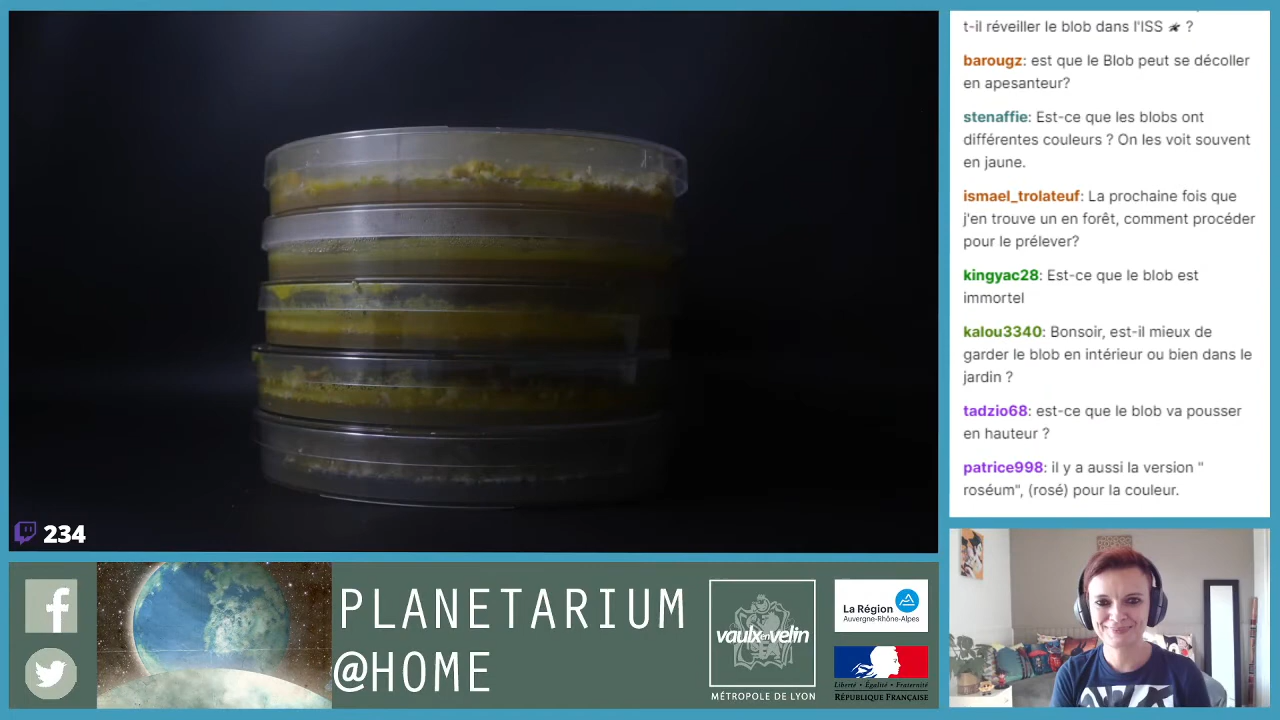 t-il réveiller le blob dans l'ISS ?
barougz: est que le Blob peut se décoller
en apesanteur?
stenaffie: Est-ce que les blobs ont
différentes couleurs ? On les voit souvent
en jaune.
ismael_trolateuf: La prochaine fois que
j'en trouve un en forêt, comment procéder
pour le prélever?
kingyac28: Est-ce que le blob est
immortel
kalou3340: Bonsoir, est-il mieux de
garder le blob en intérieur ou bien dans le
jardin ?
tadzio68: est-ce que le blob va pousser
en hauteur ?
patrice998: il y a aussi la version "
roséum", (rosé) pour la couleur.
234
PLANETARIUM
@HOME
vaulx en velin
MÉTROPOLE DE LYON
La Région
Auvergne-Rhône-Alpes
Liberté • Égalité • Fraternité
RÉPUBLIQUE FRANÇAISE